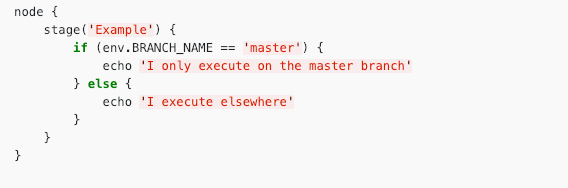 node {
    stage('Example') {
        if (env.BRANCH_NAME == 'master') {
            echo 'I only execute on the master branch'
        } else {
            echo 'I execute elsewhere'
        }
    }
}